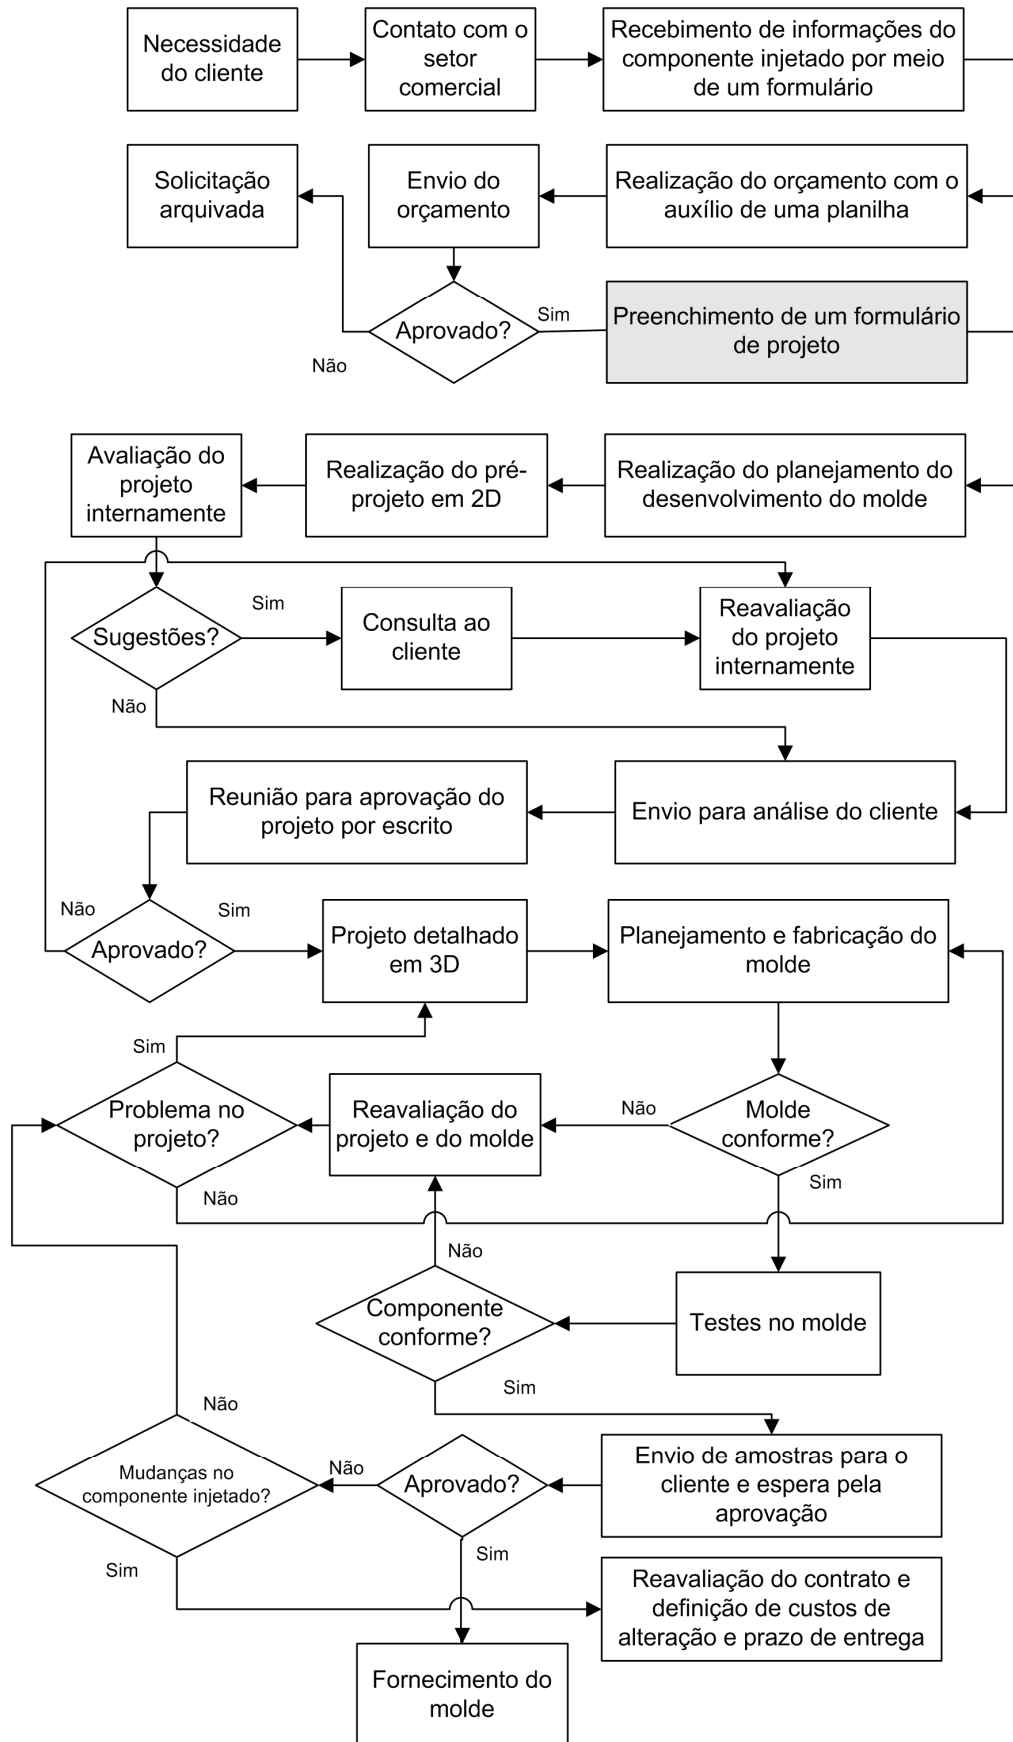 Necessidade
do cliente
Contato com o
setor
comercial
Recebimento de informações do
componente injetado por meio
de um formulário
Solicitação
arquivada
Envio do
orçamento
Realização do orçamento com o
auxílio de uma planilha
Aprovado?
Sim
Não
Preenchimento de um formulário
de projeto
Avaliação do
projeto
internamente
Realização do pré-
projeto em 2D
Realização do planejamento do
desenvolvimento do molde
Sugestões?
Sim
Não
Consulta ao
cliente
Reavaliação
do projeto
internamente
Reunião para aprovação do
projeto por escrito
Envio para análise do cliente
Não
Sim
Aprovado?
Projeto detalhado
em 3D
Planejamento e fabricação do
molde
Sim
Problema no
projeto?
Não
Reavaliação do
projeto e do molde
Não
Molde
conforme?
Sim
Não
Componente
conforme?
Sim
Testes no molde
Não
Mudanças no
componente injetado?
Sim
Não
Aprovado?
Sim
Envio de amostras para o
cliente e espera pela
aprovação
Reavaliação do contrato e
definição de custos de
alteração e prazo de entrega
Fornecimento do
molde